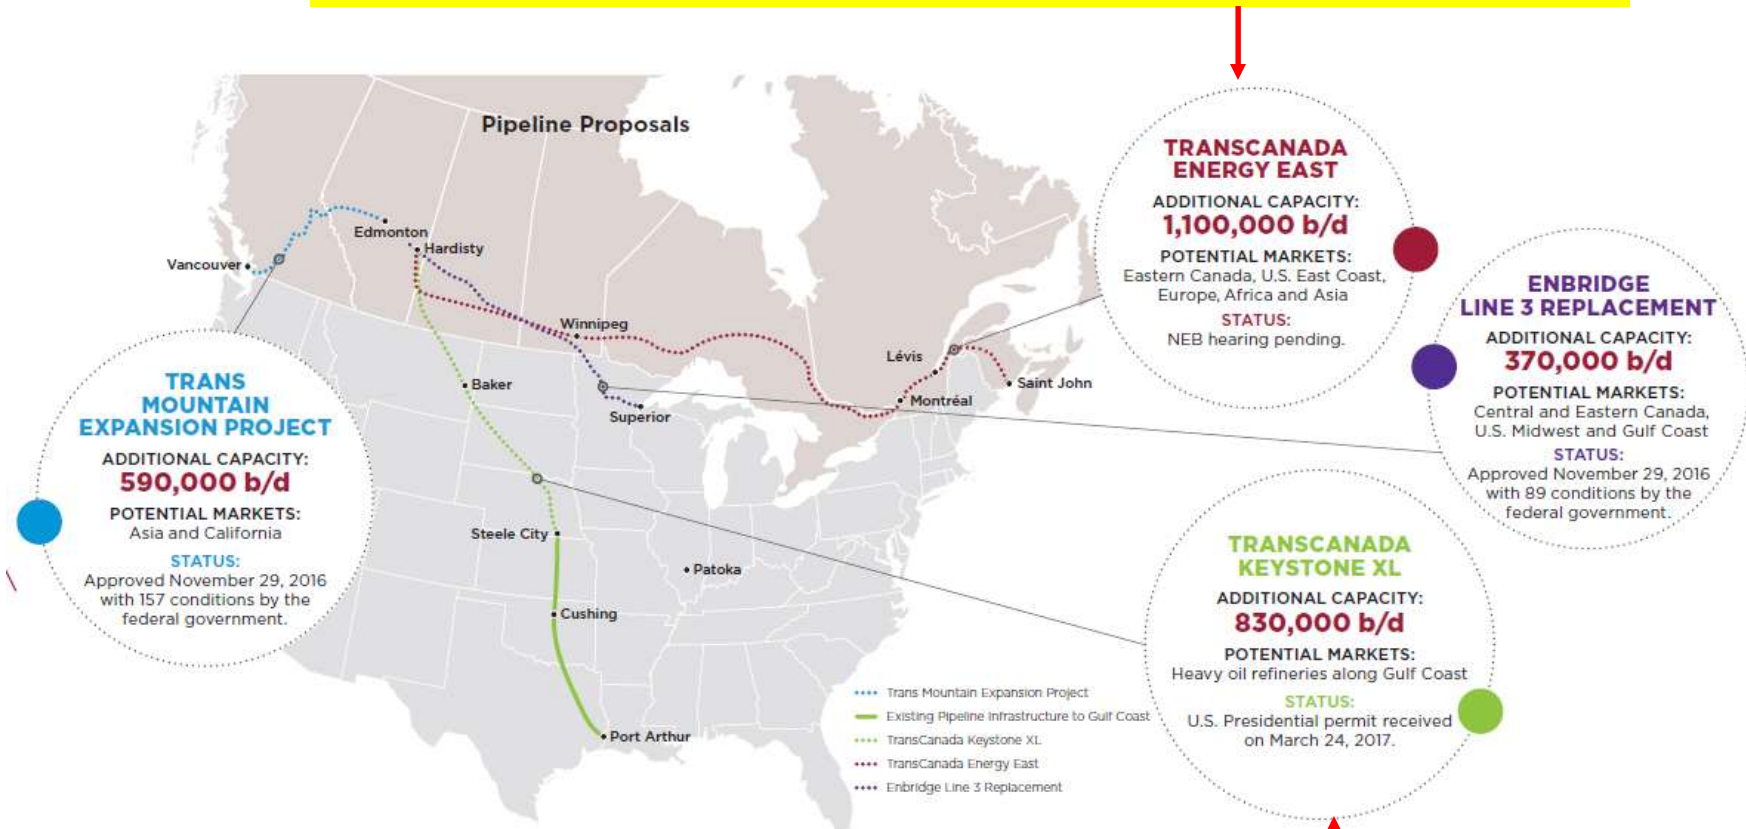 Pipeline Proposals
TRANSCANADA
ENERGY EAST
ADDITIONAL CAPACITY:
1,100,000 b/d
POTENTIAL MARKETS:
Eastern Canada, U.S. East Coast,
Europe, Africa and Asia
STATUS:
NEB hearing pending.
ENBRIDGE
LINE 3 REPLACEMENT
ADDITIONAL CAPACITY:
370,000 b/d
POTENTIAL MARKETS:
Central and Eastern Canada,
U.S. Midwest and Gulf Coast
STATUS:
Approved November 29, 2016
with 89 conditions by the
federal government.
TRANS
MOUNTAIN
EXPANSION PROJECT
ADDITIONAL CAPACITY:
590,000 b/d
POTENTIAL MARKETS:
Asia and California
STATUS:
Approved November 29, 2016
with 157 conditions by the
federal government.
TRANSCANADA
KEYSTONE XL
ADDITIONAL CAPACITY:
830,000 b/d
POTENTIAL MARKETS:
Heavy oil refineries along Gulf Coast
STATUS:
U.S. Presidential permit received
on March 24, 2017.
Edmonton
Hardisty
Vancouver
Winnipeg
Lévis
Saint John
Montréal
Baker
Superior
Steele City
Patoka
Cushing
Port Arthur
Trans Mountain Expansion Project
Existing Pipeline Infrastructure to Gulf Coast
TransCanada Keystone XL
TransCanada Energy East
Enbridge Line 3 Replacement